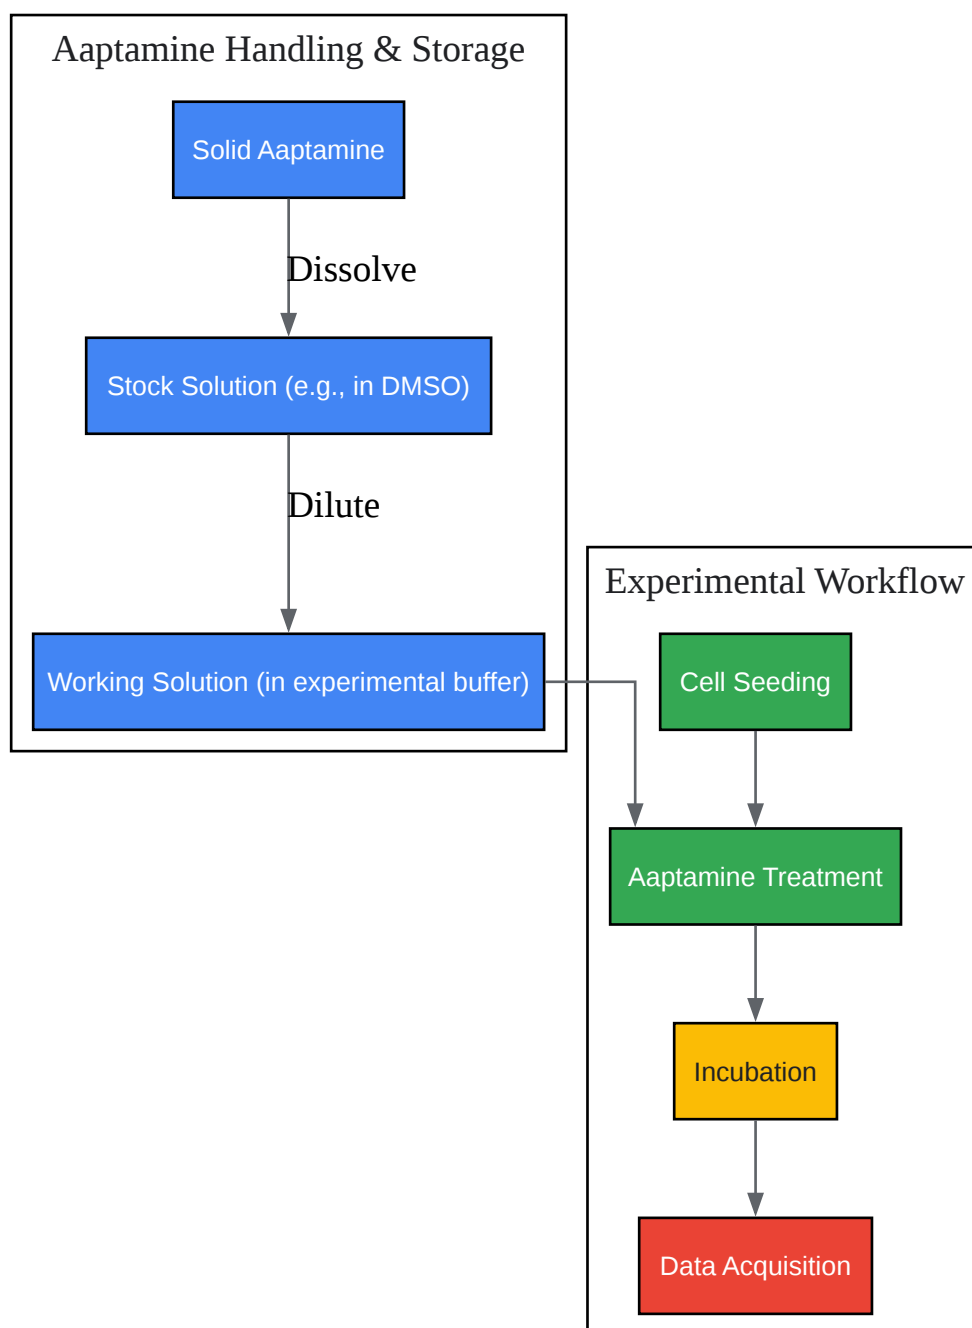 Aaptamine Handling & Storage
Solid Aaptamine
Dissolve
Stock Solution (e.g., in DMSO)
Dilute
Working Solution (in experimental buffer)
Experimental Workflow
Cell Seeding
Aaptamine Treatment
Incubation
Data Acquisition